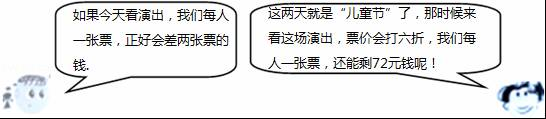 如果今天看演出，我们每人
一张票，正好会差两张票的
钱.
这两天就是“儿童节”了，那时候来
看这场演出，票价会打六折，我们每
人一张票，还能剩72元钱呢！